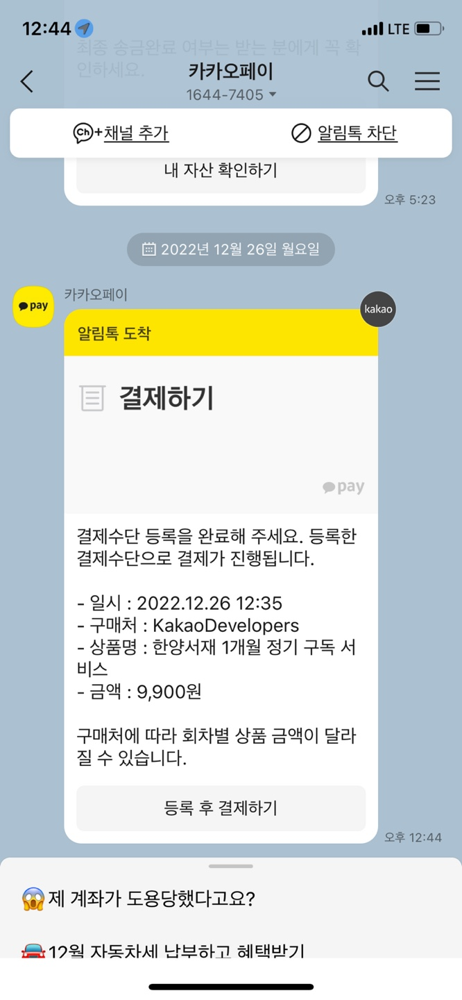 12:44
LTE
최종 송금완료 여부는 받는 분에게 꼭 확
인하세요.
카카오페이
1644-7405
Ch+채널 추가
알림톡 차단
내 자산 확인하기
오후 5:23
2022년 12월 26일 월요일
pay
카카오페이
kakao
알림톡 도착
결제하기
pay
결제수단 등록을 완료해 주세요. 등록한
결제수단으로 결제가 진행됩니다.
- 일시 : 2022.12.26 12:35
- 구매처 : KakaoDevelopers
- 상품명 : 한양서재 1개월 정기 구독 서
비스
- 금액 : 9,900원
구매처에 따라 회차별 상품 금액이 달라
질 수 있습니다.
등록 후 결제하기
오후 12:44
😱제 계좌가 도용당했다고요?
🚘12월 자동차세 납부하고 혜택받기